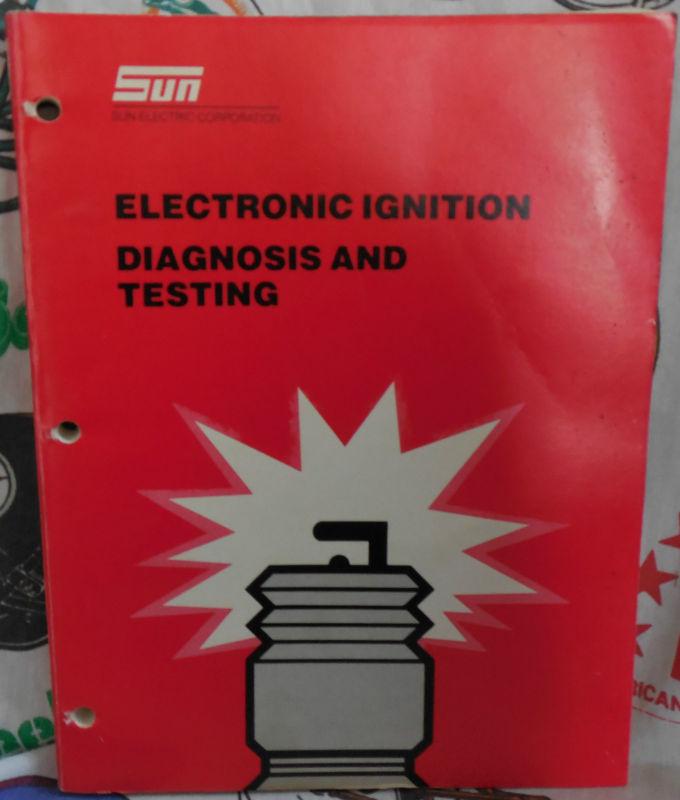 Sun
SUN ELECTRIC CORPORATION
ELECTRONIC IGNITION
DIAGNOSIS AND
TESTING